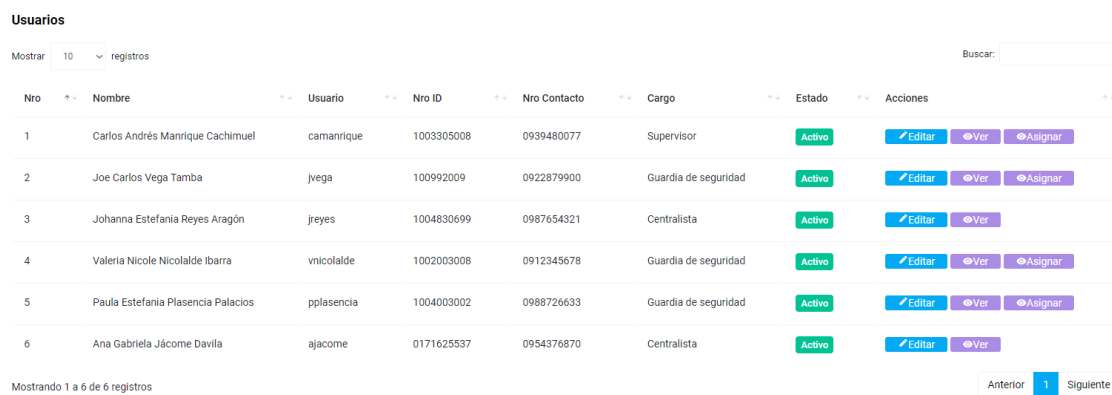 Usuarios
Mostrar 10 registros Buscar:
Nro Nombre Usuario Nro ID Nro Contacto Cargo Estado Acciones
1 Carlos Andrés Manrique Cachimuel camanrique 1003305008 0939480077 Supervisor Activo Editar Ver Asignar
2 Joe Carlos Vega Tamba jvega 100992009 0922879900 Guardia de seguridad Activo Editar Ver Asignar
3 Johanna Estefania Reyes Aragón jreyes 1004830699 0987654321 Centralista Activo Editar Ver
4 Valeria Nicole Nicolalde Ibarra vnicolalde 1002003008 0912345678 Guardia de seguridad Activo Editar Ver Asignar
5 Paula Estefania Plasencia Palacios pplasencia 1004003002 0988726633 Guardia de seguridad Activo Editar Ver Asignar
6 Ana Gabriela Jácome Davila ajacome 0171625537 0954376870 Centralista Activo Editar Ver
Mostrando 1 a 6 de 6 registros Anterior 1 Siguiente